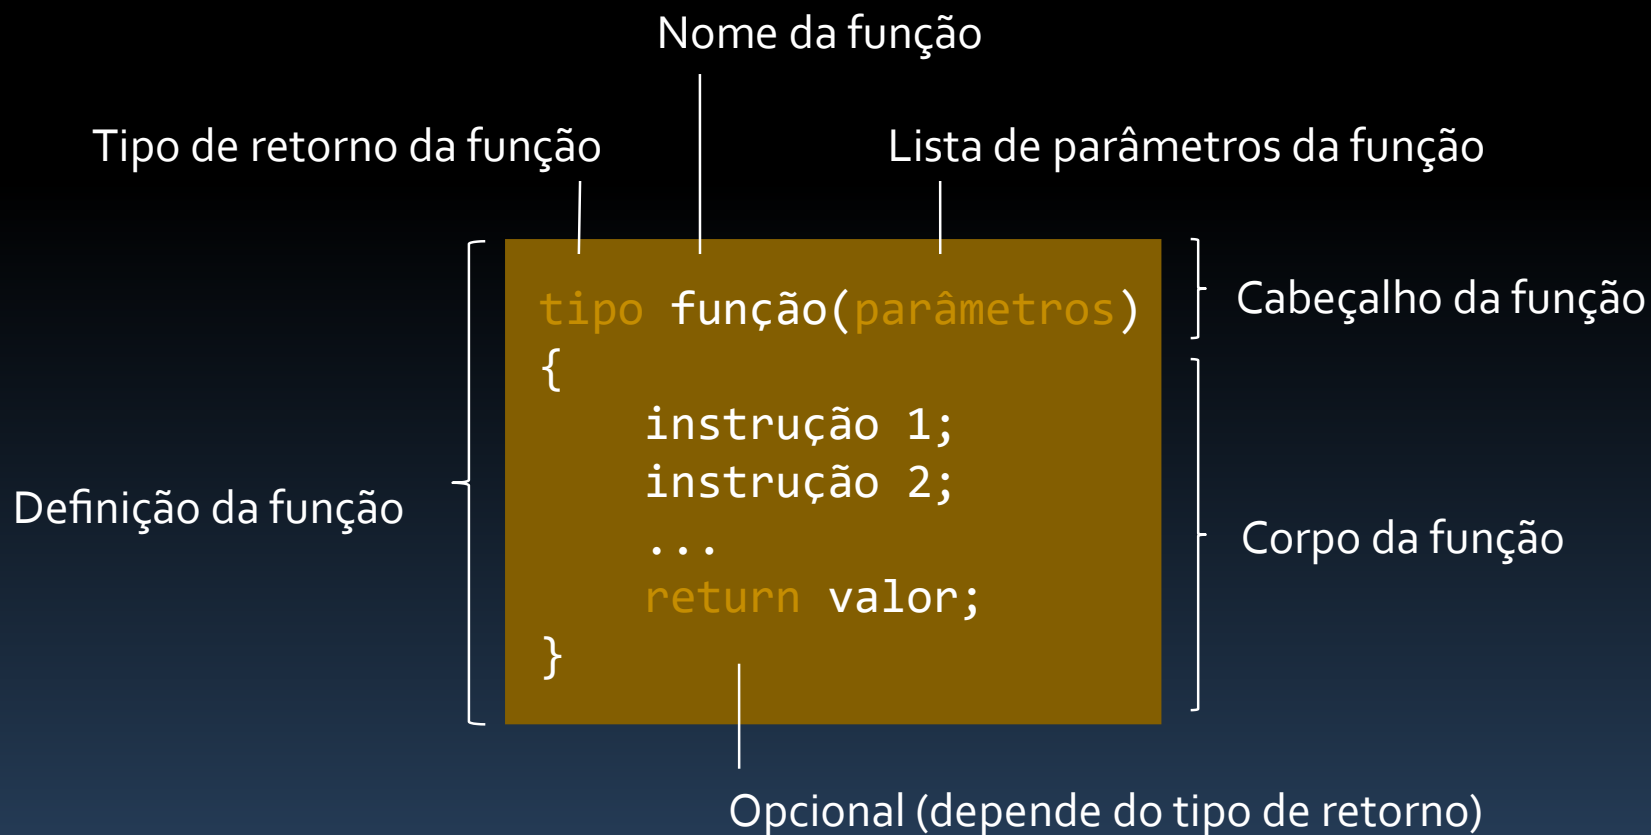 Nome da função
Tipo de retorno da função
Lista de parâmetros da função
tipo função(parâmetros)
Cabeçalho da função
{
instrução 1;
instrução 2;
Definição da função
Corpo da função
...
return valor;
}
Opcional (depende do tipo de retorno)